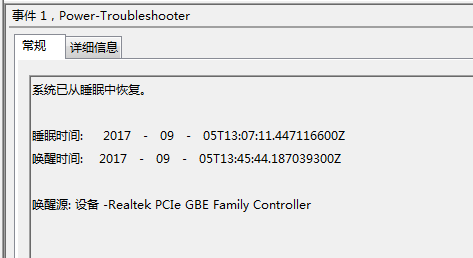 事件 1，Power-Troubleshooter
常规 详细信息
系统已从睡眠中恢复。
睡眠时间: 2017 - 09 - 05T13:07:11.447116600Z
唤醒时间: 2017 - 09 - 05T13:45:44.187039300Z
唤醒源: 设备 -Realtek PCIe GBE Family Controller